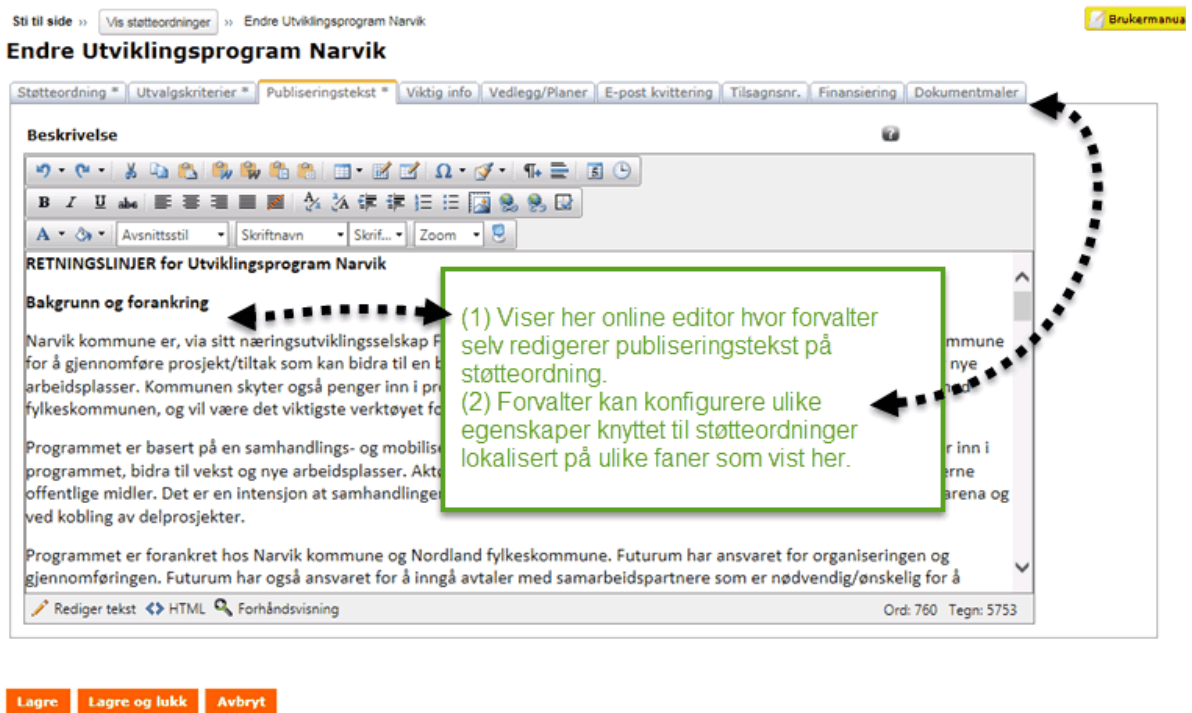 Sti til side ›› Vis støtteordninger ›› Endre Utviklingsprogram Narvik
Brukermanua
Endre Utviklingsprogram Narvik
Støtteordning * Utvalgskriterier * Publiseringstekst * Viktig info Vedlegg/Planer E-post kvittering Tilsagnsnr. Finansiering Dokumentmaler
Beskrivelse
Avsnittsstil Skriftnavn Skrif... Zoom
RETNINGSLINJER for Utviklingsprogram Narvik
Bakgrunn og forankring
Narvik kommune er, via sitt næringsutviklingsselskap
for å gjennomføre prosjekt/tiltak som kan bidra til en nye
arbeidsplasser. Kommunen skyter også penger inn i
fylkeskommunen, og vil være det viktigste verktøyet
Programmet er basert på en samhandlings- og inn i
programmet, bidra til vekst og nye arbeidsplasser.
offentlige midler. Det er en intensjon at arena og
ved kobling av delprosjekter.
Programmet er forankret hos Narvik kommune og Nordland fylkeskommune. Futurum har ansvaret for organiseringen og
gjennomføringen. Futurum har også ansvaret for å inngå avtaler med samarbeidspartnere som er nødvendig/ønskelig for å
(1) Viser her online editor hvor forvalter
selv redigerer publiseringstekst på
støtteordning.
(2) Forvalter kan konfigurere ulike
egenskaper knyttet til støtteordninger
lokalisert på ulike faner som vist her.
Rediger tekst HTML Forhåndsvisning Ord: 760 Tegn: 5753
Lagre Lagre og lukk Avbryt